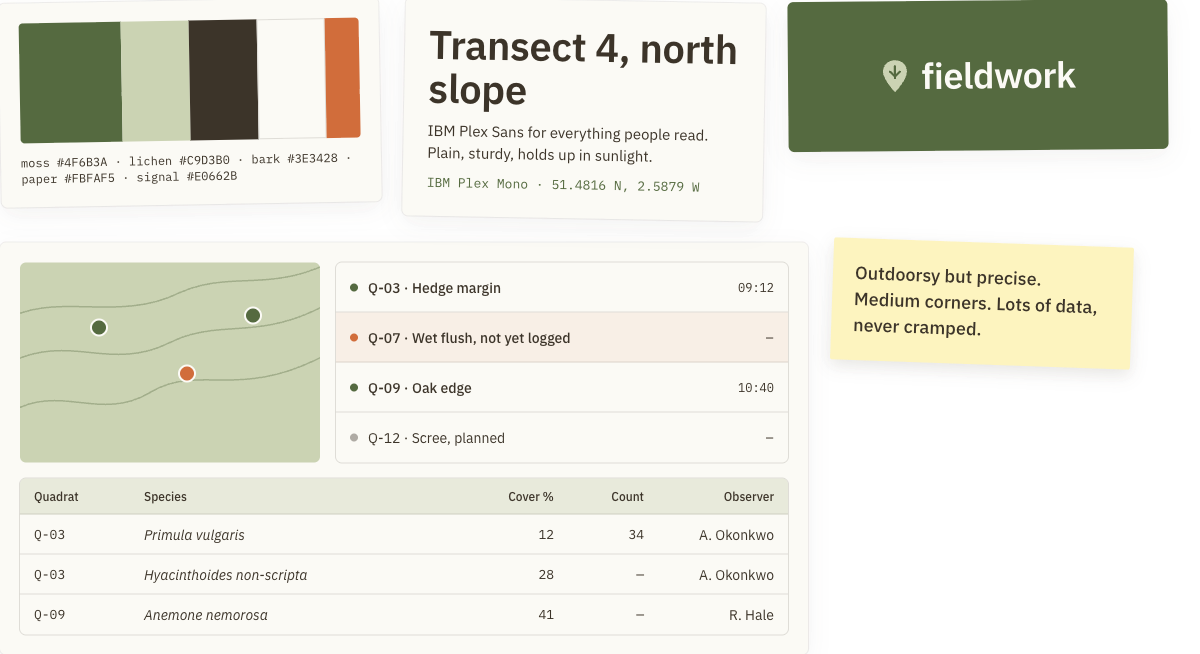 moss #4F6B3A · lichen #C9D3B0 · bark #3E3428 ·
paper #FBFAF5 · signal #E0662B
Transect 4, north
slope
IBM Plex Sans for everything people read.
Plain, sturdy, holds up in sunlight.
IBM Plex Mono · 51.4816 N, 2.5879 W
fieldwork
Q-03 · Hedge margin 09:12
Q-07 · Wet flush, not yet logged —
Q-09 · Oak edge 10:40
Q-12 · Scree, planned —
Outdoorsy but precise.
Medium corners. Lots of data,
never cramped.
Quadrat Species Cover % Count Observer
Q-03 Primula vulgaris 12 34 A. Okonkwo
Q-03 Hyacinthoides non-scripta 28 — A. Okonkwo
Q-09 Anemone nemorosa 41 — R. Hale